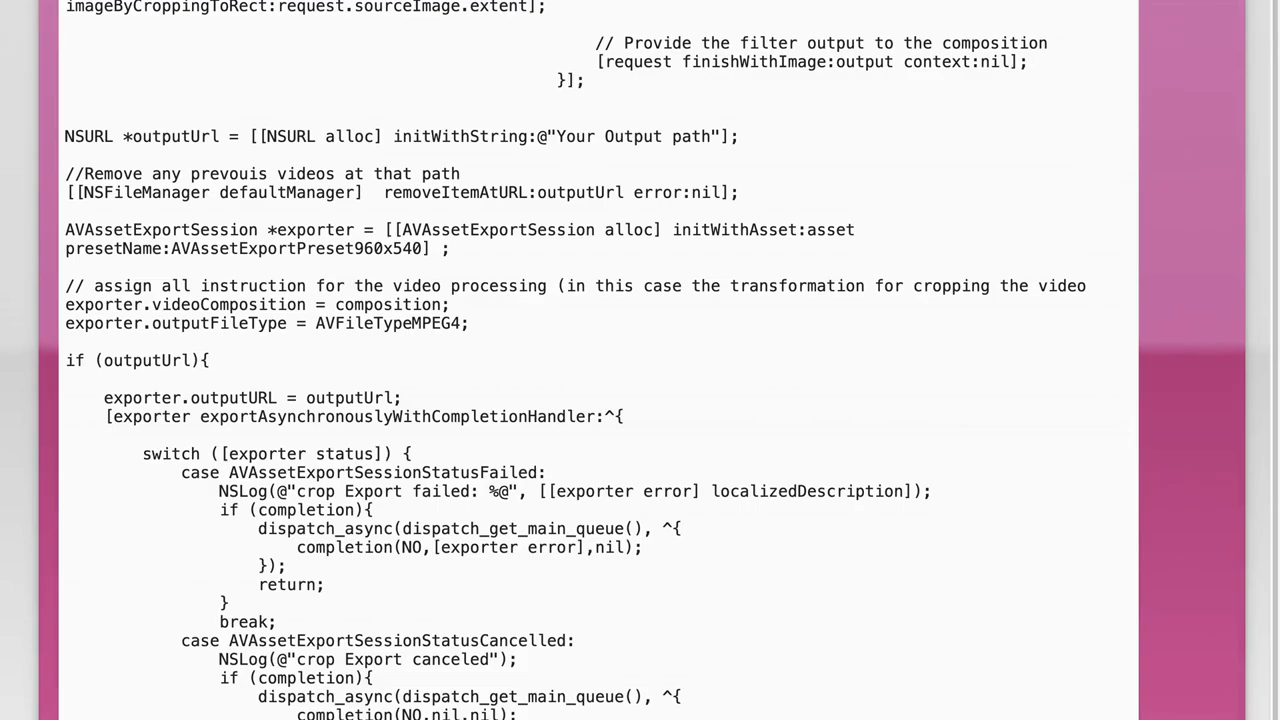 imageByCroppingToRect:request.sourceImage.extent];
// Provide the filter output to the composition
[request finishWithImage:output context:nil];
}];
NSURL *outputUrl = [[NSURL alloc] initWithString:@"Your Output path"];
//Remove any prevouis videos at that path
[[NSFileManager defaultManager]  removeItemAtURL:outputUrl error:nil];
AVAssetExportSession *exporter = [[AVAssetExportSession alloc] initWithAsset:asset
presetName:AVAssetExportPreset960x540] ;
// assign all instruction for the video processing (in this case the transformation for cropping the video
exporter.videoComposition = composition;
exporter.outputFileType = AVFileTypeMPEG4;
if (outputUrl){
exporter.outputURL = outputUrl;
[exporter exportAsynchronouslyWithCompletionHandler:^{
switch ([exporter status]) {
case AVAssetExportSessionStatusFailed:
NSLog(@"crop Export failed: %@", [[exporter error] localizedDescription]);
if (completion){
dispatch_async(dispatch_get_main_queue(), ^{
completion(NO,[exporter error],nil);
});
return;
}
break;
case AVAssetExportSessionStatusCancelled:
NSLog(@"crop Export canceled");
if (completion){
dispatch_async(dispatch_get_main_queue(), ^{
completion(NO,nil,nil);